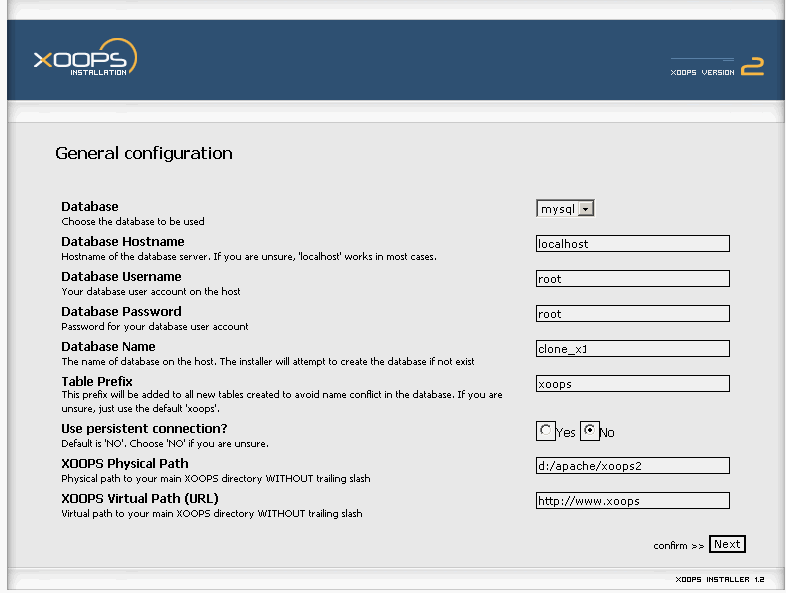 XOOPS
INSTALLATION
XOOPS VERSION 2
General configuration
Database
Choose the database to be used
mysql
Database Hostname
Hostname of the database server. If you are unsure, 'localhost' works in most cases.
localhost
Database Username
Your database user account on the host
root
Database Password
Password for your database user account
root
Database Name
The name of database on the host. The installer will attempt to create the database if not exist
clone_x1
Table Prefix
This prefix will be added to all new tables created to avoid name conflict in the database. If you are
unsure, just use the default 'xoops'.
xoops
Use persistent connection?
Default is 'NO'. Choose 'NO' if you are unsure.
Yes No
XOOPS Physical Path
Physical path to your main XOOPS directory WITHOUT trailing slash
d:/apache/xoops2
XOOPS Virtual Path (URL)
Virtual path to your main XOOPS directory WITHOUT trailing slash
http://www.xoops
confirm >> Next
XOOPS INSTALLER 1.2